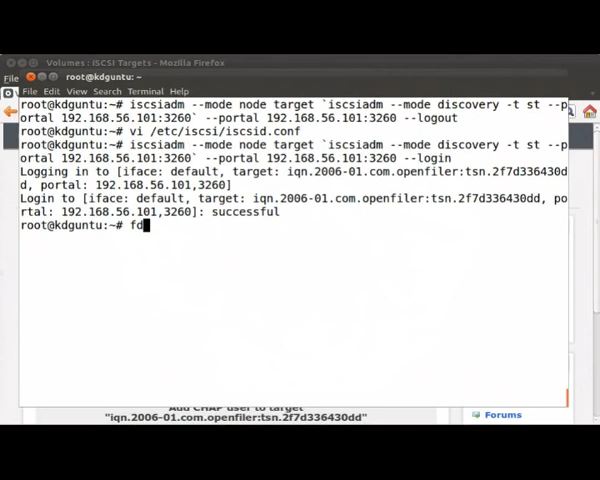 Volumes : iSCSI Targets - Mozilla Firefox
File
root@kdguntu: ~
File Edit View Search Terminal Help
root@kdguntu:~# iscsiadm --mode node target `iscsiadm --mode discovery -t st --p
ortal 192.168.56.101:3260` --portal 192.168.56.101:3260 --logout
root@kdguntu:~# vi /etc/iscsi/iscsid.conf
root@kdguntu:~# iscsiadm --mode node target `iscsiadm --mode discovery -t st --p
ortal 192.168.56.101:3260` --portal 192.168.56.101:3260 --login
Logging in to [iface: default, target: iqn.2006-01.com.openfiler:tsn.2f7d336430d
d, portal: 192.168.56.101,3260]
Login to [iface: default, target: iqn.2006-01.com.openfiler:tsn.2f7d336430dd, po
rtal: 192.168.56.101,3260]: successful
root@kdguntu:~# fd
Add CHAP user to target
"iqn.2006-01.com.openfiler:tsn.2f7d336430dd"
Forums